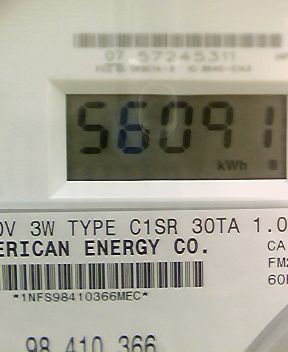 07 57245311
56091
kWh
0V 3W TYPE C1SR 30TA 1.0
ERICAN ENERGY CO. CA
FM2
60
*1NFS98410366MEC*
98 410 366